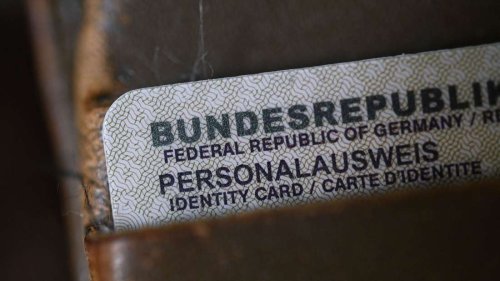 BUNDESREPUBLIK
FEDERAL REPUBLIC OF GERMANY /
PERSONALAUSWEIS
IDENTITY CARD / CARTE D'IDENTITE